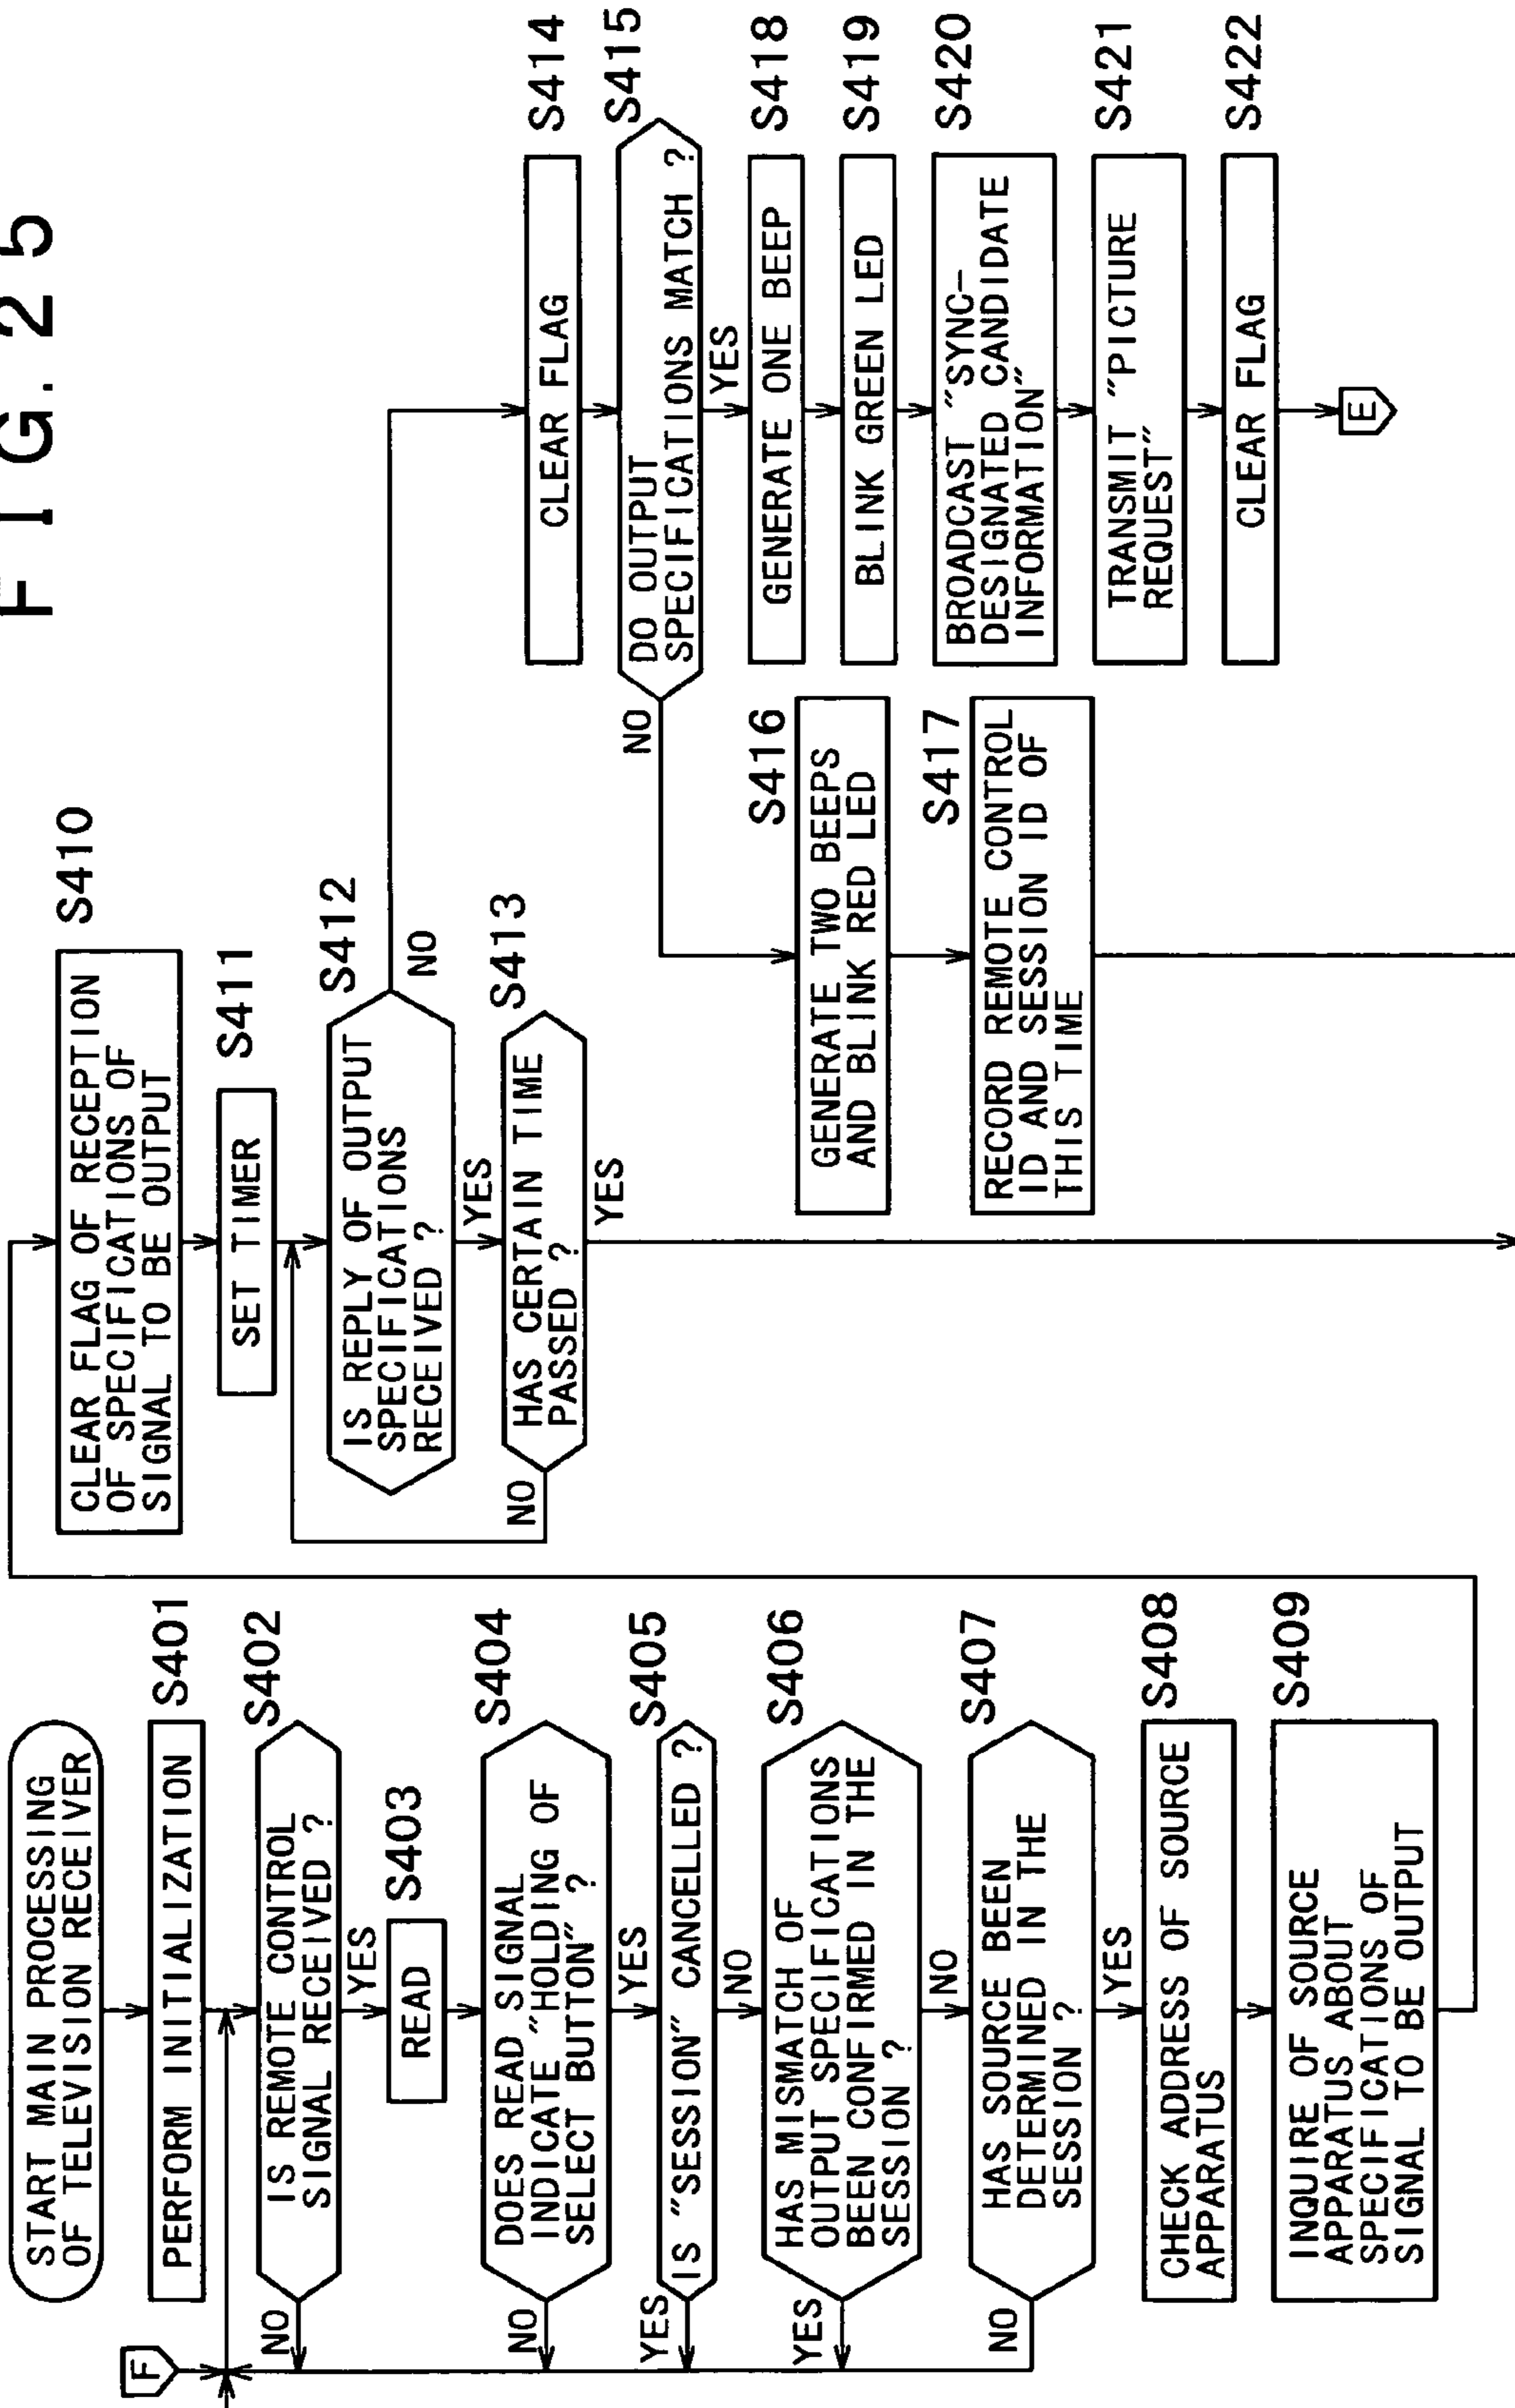 FIG. 25
START MAIN PROCESSING
OF TELEVISION RECEIVER
PERFORM INITIALIZATION
S401
F
IS REMOTE CONTROL
SIGNAL RECEIVED ?
S402
NO
YES
READ
S403
DOES READ SIGNAL
INDICATE "HOLDING OF
SELECT BUTTON"?
S404
NO
YES
IS "SESSION" CANCELLED ?
S405
YES
NO
HAS MISMATCH OF
OUTPUT SPECIFICATIONS
BEEN CONFIRMED IN THE
SESSION ?
S406
YES
NO
HAS SOURCE BEEN
DETERMINED IN THE
SESSION ?
S407
NO
YES
CHECK ADDRESS OF SOURCE
APPARATUS
S408
INQUIRE OF SOURCE
APPARATUS ABOUT
SPECIFICATIONS OF
SIGNAL TO BE OUTPUT
S409
CLEAR FLAG OF RECEPTION
OF SPECIFICATIONS OF
SIGNAL TO BE OUTPUT
S410
SET TIMER
S411
IS REPLY OF OUTPUT
SPECIFICATIONS
RECEIVED ?
S412
NO
YES
HAS CERTAIN TIME
PASSED ?
S413
NO
YES
CLEAR FLAG
S414
DO OUTPUT
SPECIFICATIONS MATCH ?
S415
NO
YES
GENERATE TWO BEEPS
AND BLINK RED LED
S416
RECORD REMOTE CONTROL
ID AND SESSION ID OF
THIS TIME
S417
GENERATE ONE BEEP
S418
BLINK GREEN LED
S419
BROADCAST "SYNC-
DESIGNATED CANDIDATE
INFORMATION"
S420
TRANSMIT "PICTURE
REQUEST"
S421
CLEAR FLAG
S422
E